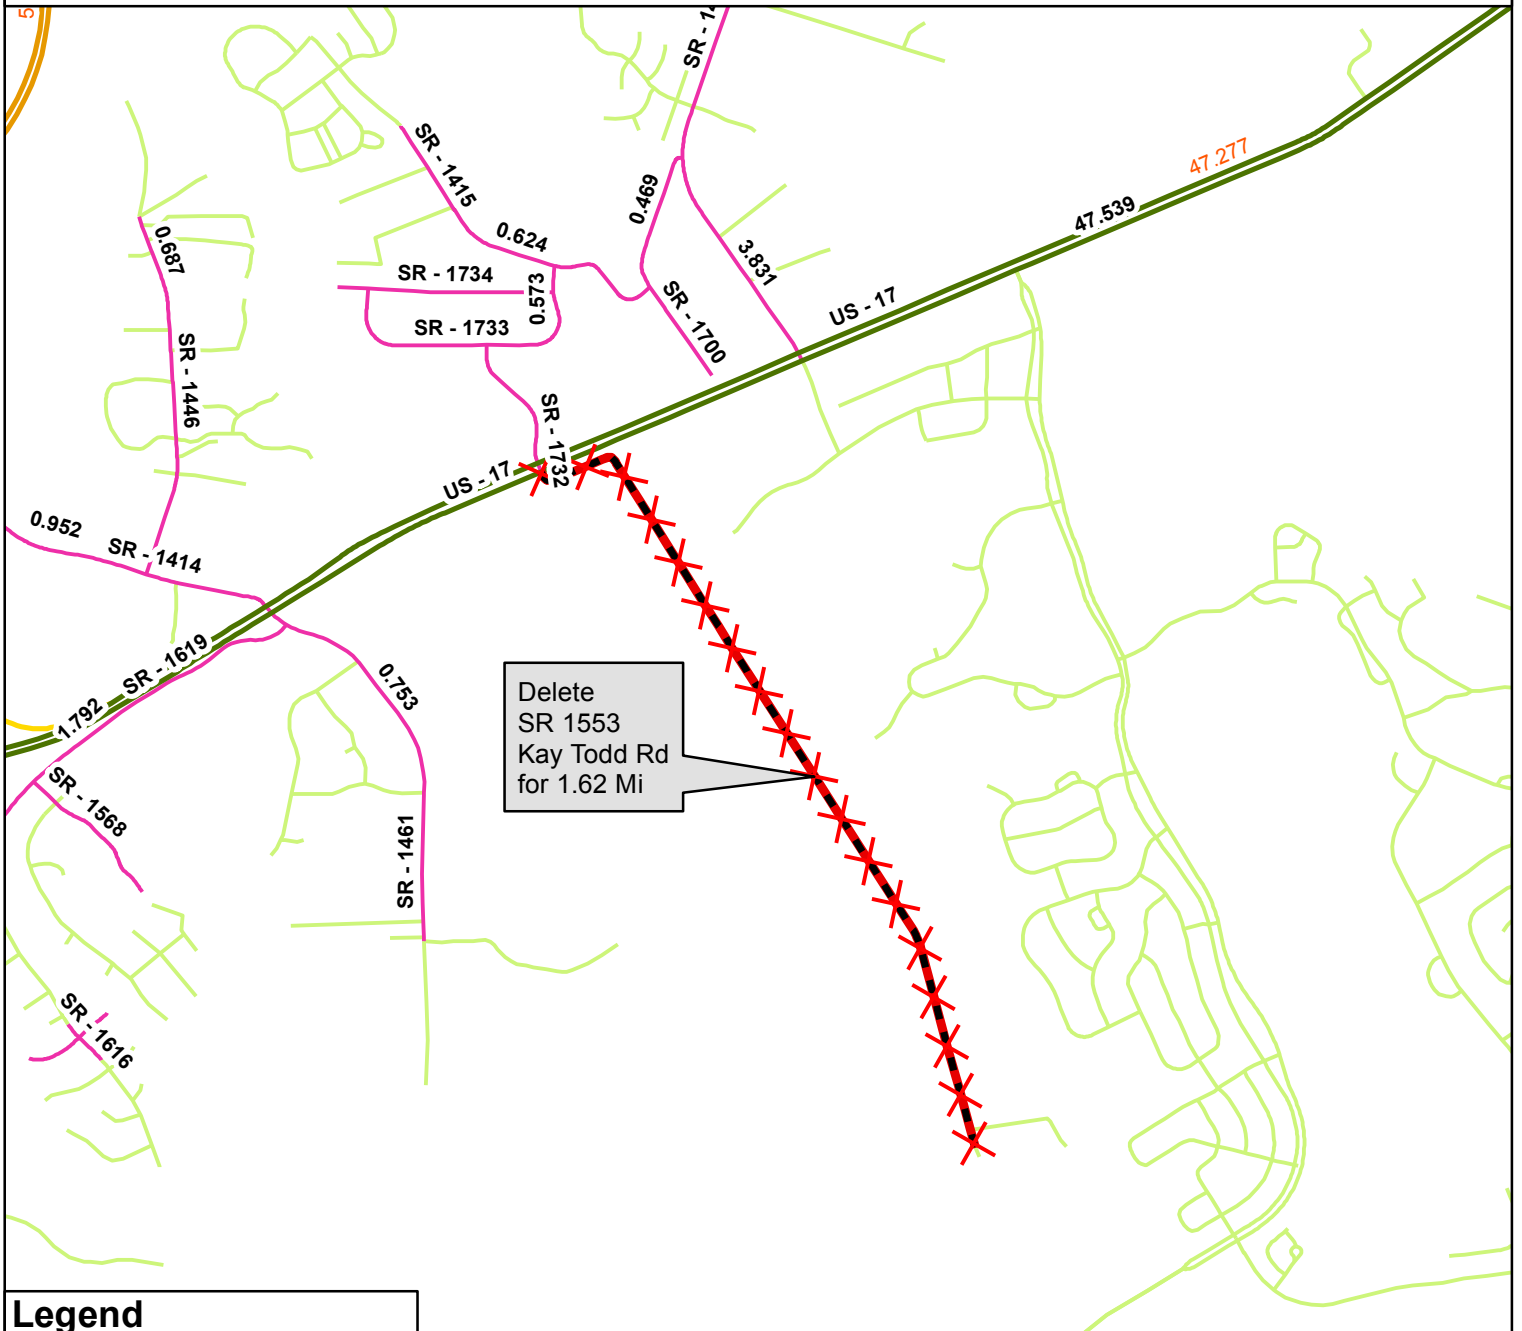 5
SR - 14
47.277
SR - 1415
0.469
47.539
0.687
0.624
3.831
SR - 1734
0.573
US - 17
SR - 1733
SR - 1700
SR - 1446
SR - 1732
US - 17
0.952
SR - 1414
SR - 1619
0.753
1.792
Delete
SR 1553
Kay Todd Rd
for 1.62 Mi
SR - 1568
SR - 1461
SR - 1616
Legend